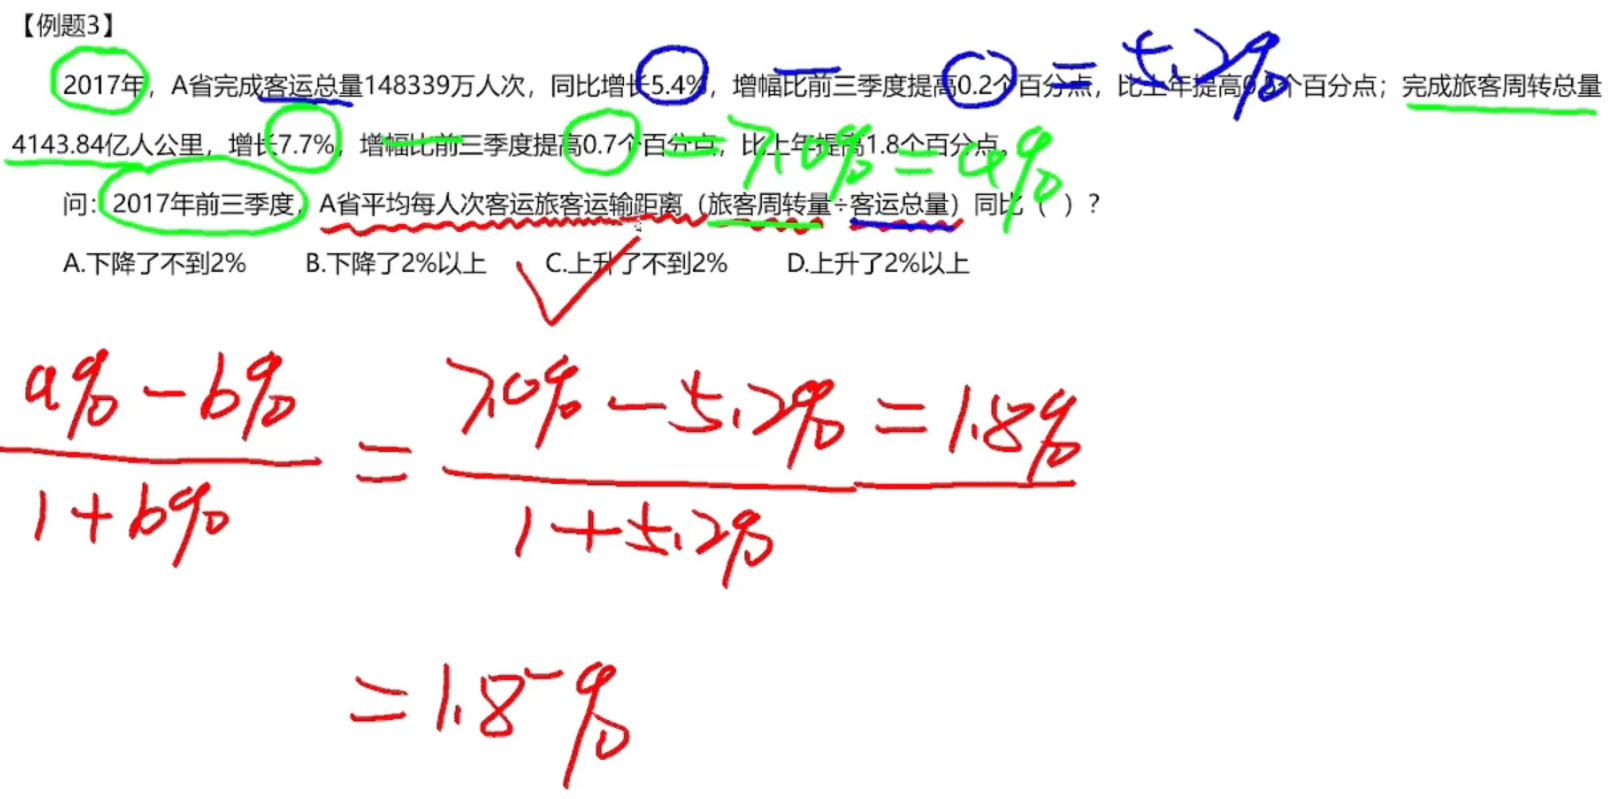 【例题3】
= 5.2%
2017年，A省完成客运总量148339万人次，同比增长5.4%，增幅比前三季度提高0.2个百分点，比上年提高0.5个百分点；完成旅客周转总量
4143.84亿人公里，增长7.7%，增幅比前三季度提高0.7个百分点，比上年提高1.8个百分点。
= 7.0% = a%
问：2017年前三季度，A省平均每人次客运旅客运输距离（旅客周转量÷客运总量）同比（ ）？
A.下降了不到2% B.下降了2%以上 C.上升了不到2% D.上升了2%以上
a% - b% 7.0% - 5.2% = 1.8%
=
1 + b% 1 + 5.2%
= 1.8⁻%